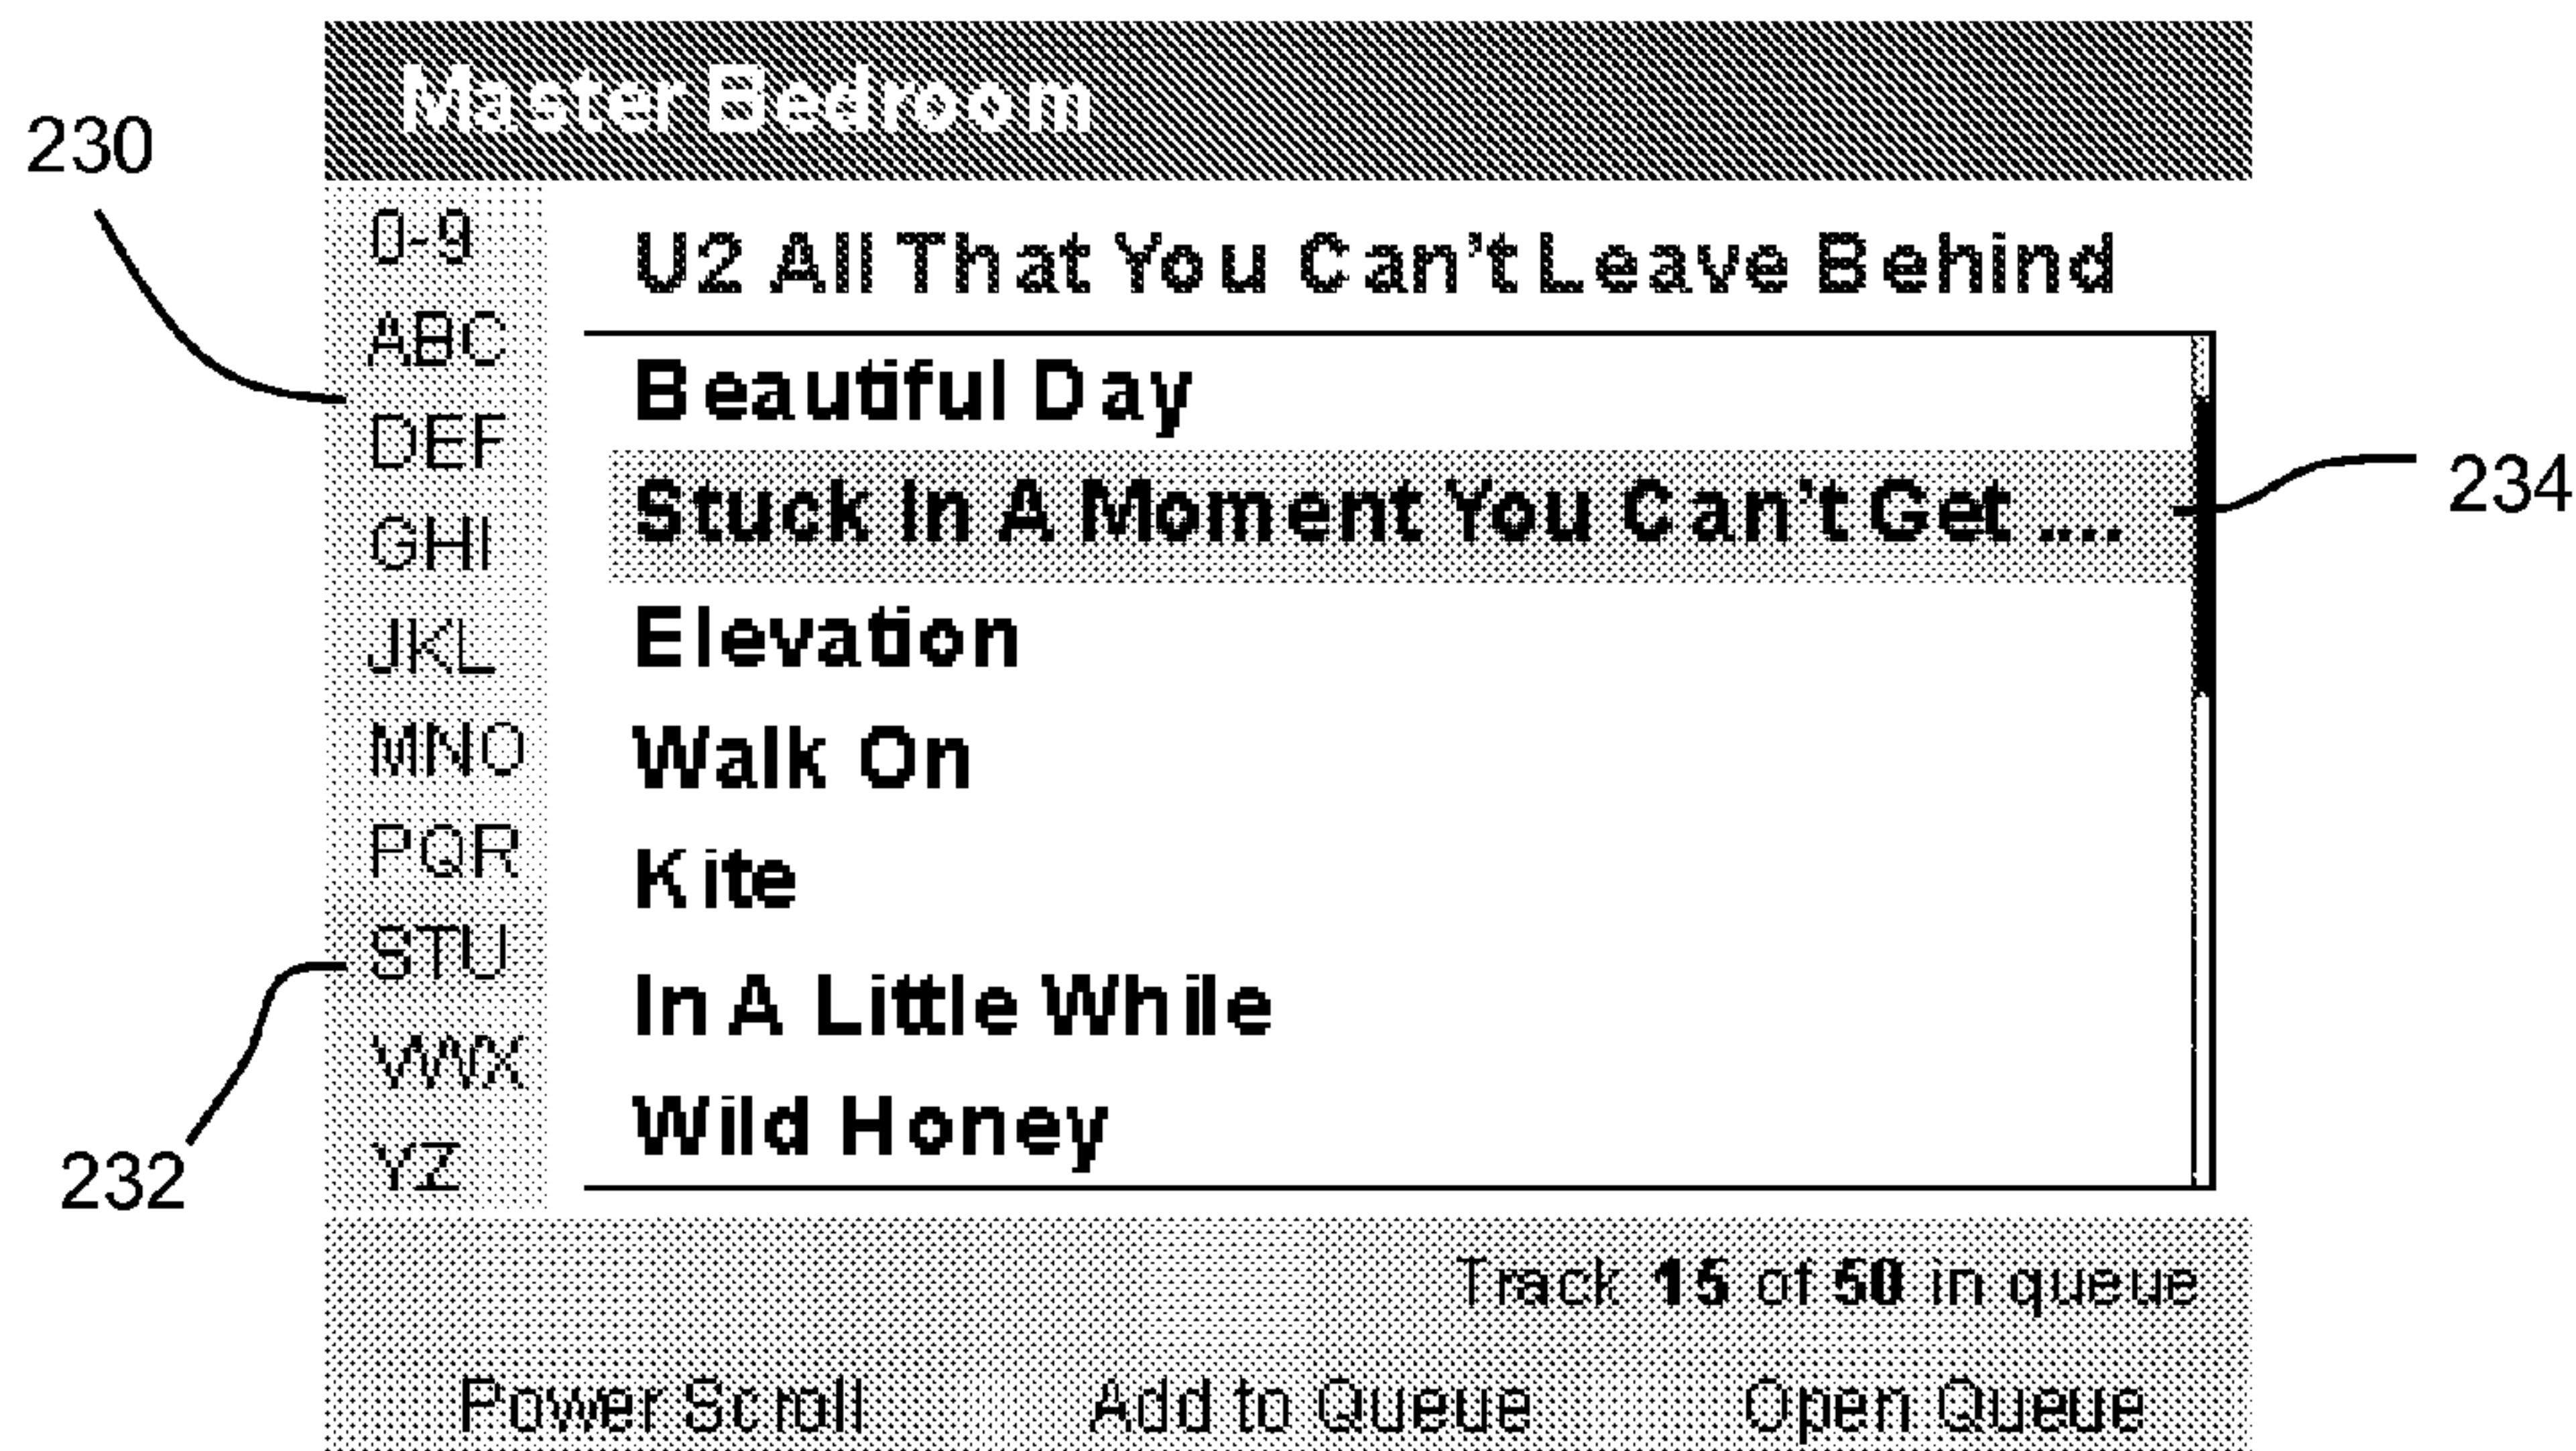 Master Bedroom
230
0-9
ABC
DEF
GHI
JKL
MNO
PQR
STU
VWX
YZ
232
U2 All That You Can't Leave Behind
Beautiful Day
Stuck In A Moment You Can't Get ....
234
Elevation
Walk On
Kite
In A Little While
Wild Honey
Track 15 of 50 in queue
Power Scroll Add to Queue Open Queue